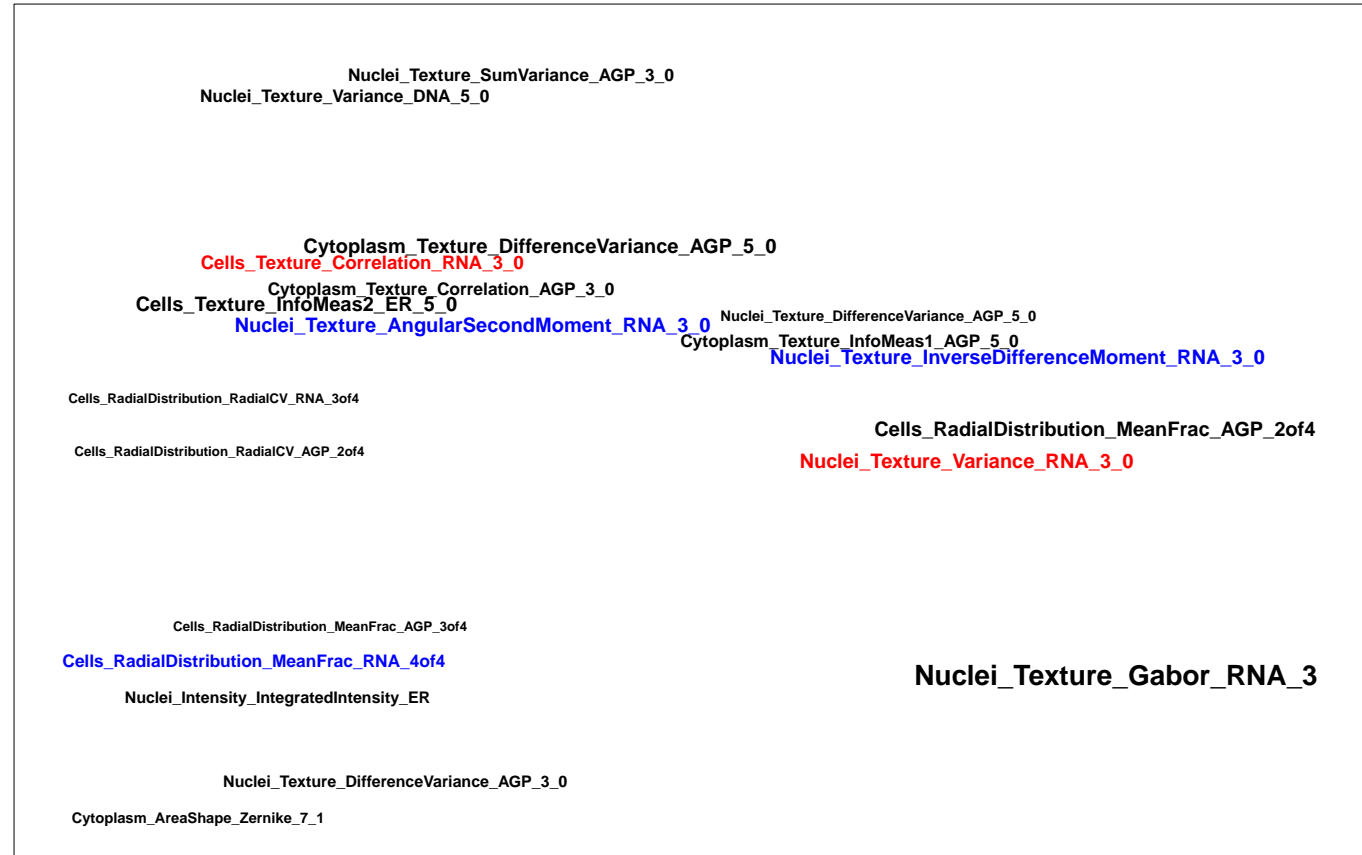 Nuclei_Texture_SumVariance_AGP_3_0
Nuclei_Texture_Variance_DNA_5_0
Cytoplasm_Texture_DifferenceVariance_AGP_5_0
Cells_Texture_Correlation_RNA_3_0
Cytoplasm_Texture_Correlation_AGP_3_0
Cells_Texture_InfoMeas2_ER_5_0
Nuclei_Texture_DifferenceVariance_AGP_5_0
Nuclei_Texture_AngularSecondMoment_RNA_3_0
Cytoplasm_Texture_InfoMeas1_AGP_5_0
Nuclei_Texture_InverseDifferenceMoment_RNA_3_0
Cells_RadialDistribution_RadialCV_RNA_3of4
Cells_RadialDistribution_MeanFrac_AGP_2of4
Cells_RadialDistribution_RadialCV_AGP_2of4
Nuclei_Texture_Variance_RNA_3_0
Cells_RadialDistribution_MeanFrac_AGP_3of4
Cells_RadialDistribution_MeanFrac_RNA_4of4
Nuclei_Texture_Gabor_RNA_3
Nuclei_Intensity_IntegratedIntensity_ER
Nuclei_Texture_DifferenceVariance_AGP_3_0
Cytoplasm_AreaShape_Zernike_7_1